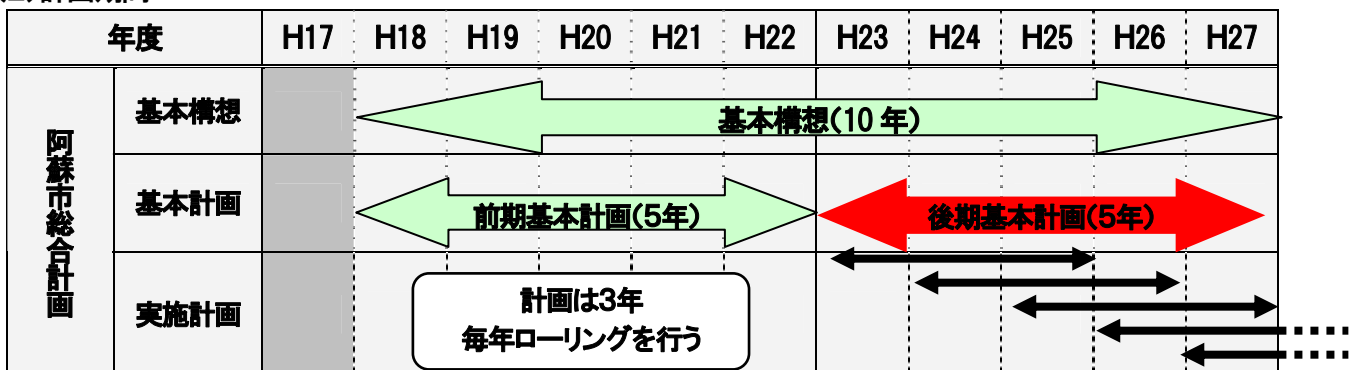 年度 H17 H18 H19 H20 H21 H22 H23 H24 H25 H26 H27
阿蘇市総合計画
基本構想 基本構想(10 年)
基本計画 前期基本計画(5年) 後期基本計画(5年)
実施計画
計画は3年
毎年ローリングを行う